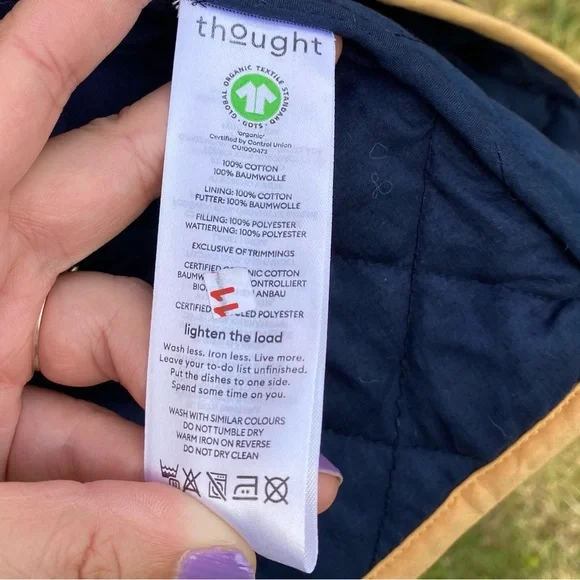 thought
GLOBAL ORGANIC TEXTILE STANDARD · GOTS ·
'organic'
Certified by Control Union
CU1000473
100% COTTON
100% BAUMWOLLE
LINING: 100% COTTON
FUTTER: 100% BAUMWOLLE
FILLING: 100% POLYESTER
WATTIERUNG: 100% POLYESTER
EXCLUSIVE OF TRIMMINGS
CERTIFIED NIC COTTON
BAUMW ONTROLLIERT
BIO ANBAU
CERTIFIED LED POLYESTER
lighten the load
Wash less. Iron less. Live more.
Leave your to-do list unfinished.
Put the dishes to one side.
Spend some time on you.
WASH WITH SIMILAR COLOURS
DO NOT TUMBLE DRY
WARM IRON ON REVERSE
DO NOT DRY CLEAN